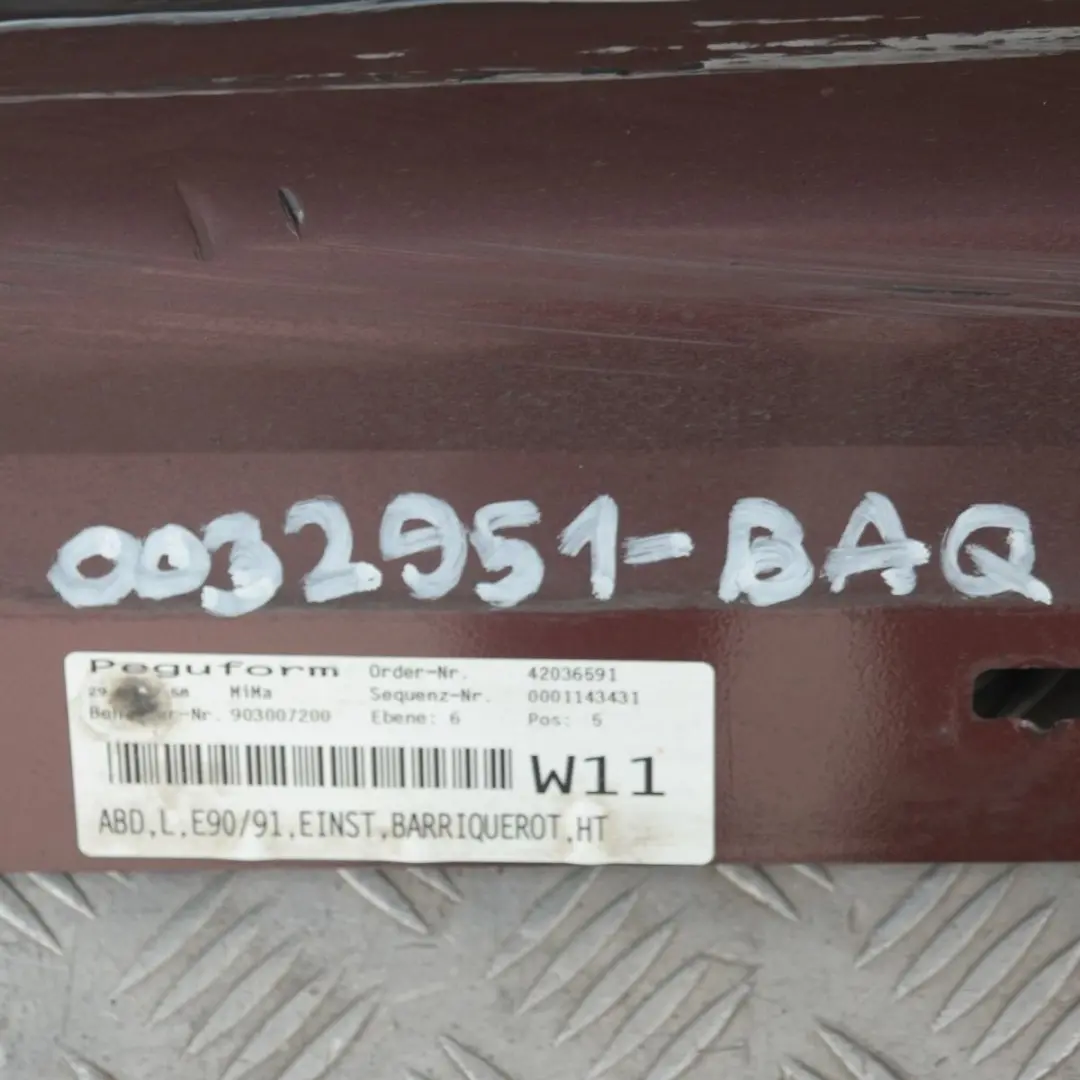 0032951-BAQ
Peguform Order-Nr. 42036591
MiMa Sequenz-Nr. 0001143431
903007200 Ebene: 6 Pos: 5
W11
ABD,L,E90/91,EINST,BARRIQUEROT,HT